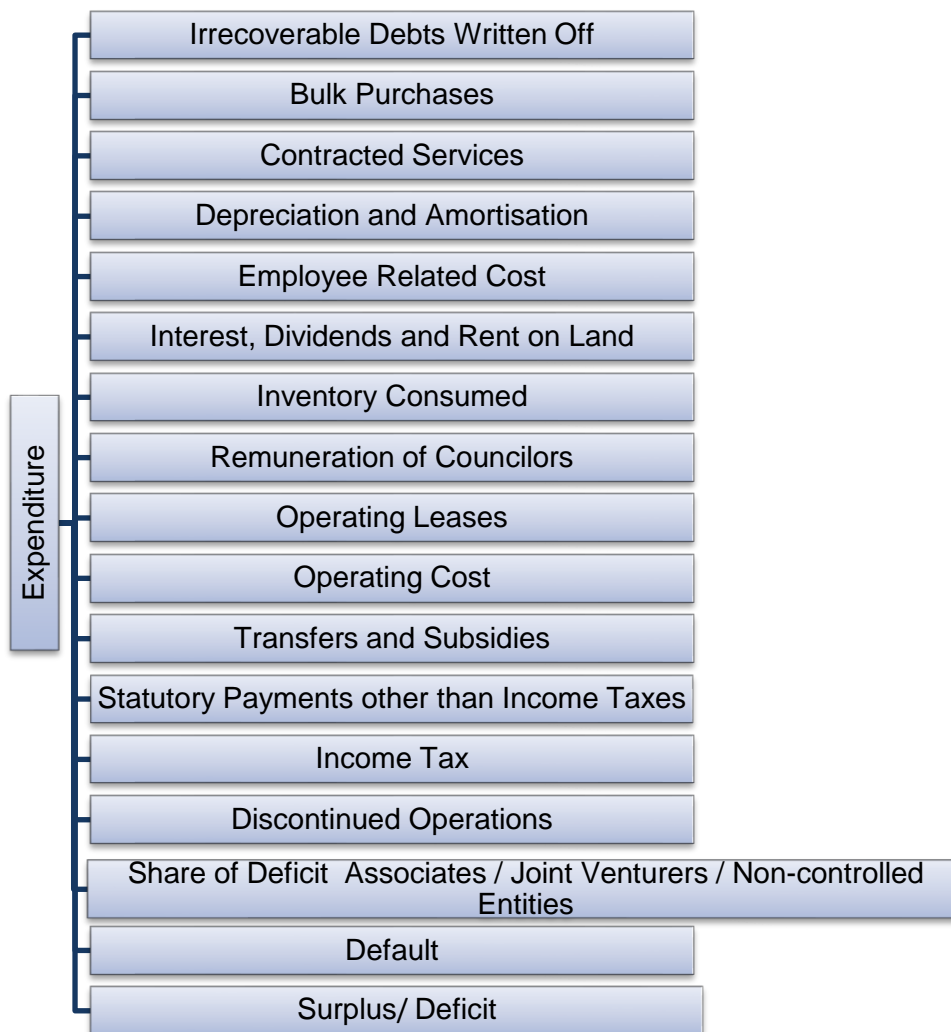 Irrecoverable Debts Written Off
Bulk Purchases
Contracted Services
Depreciation and Amortisation
Employee Related Cost
Interest, Dividends and Rent on Land
Inventory Consumed
Remuneration of Councilors
Expenditure
Operating Leases
Operating Cost
Transfers and Subsidies
Statutory Payments other than Income Taxes
Income Tax
Discontinued Operations
Share of Deficit Associates / Joint Venturers / Non-controlled
Entities
Default
Surplus/ Deficit